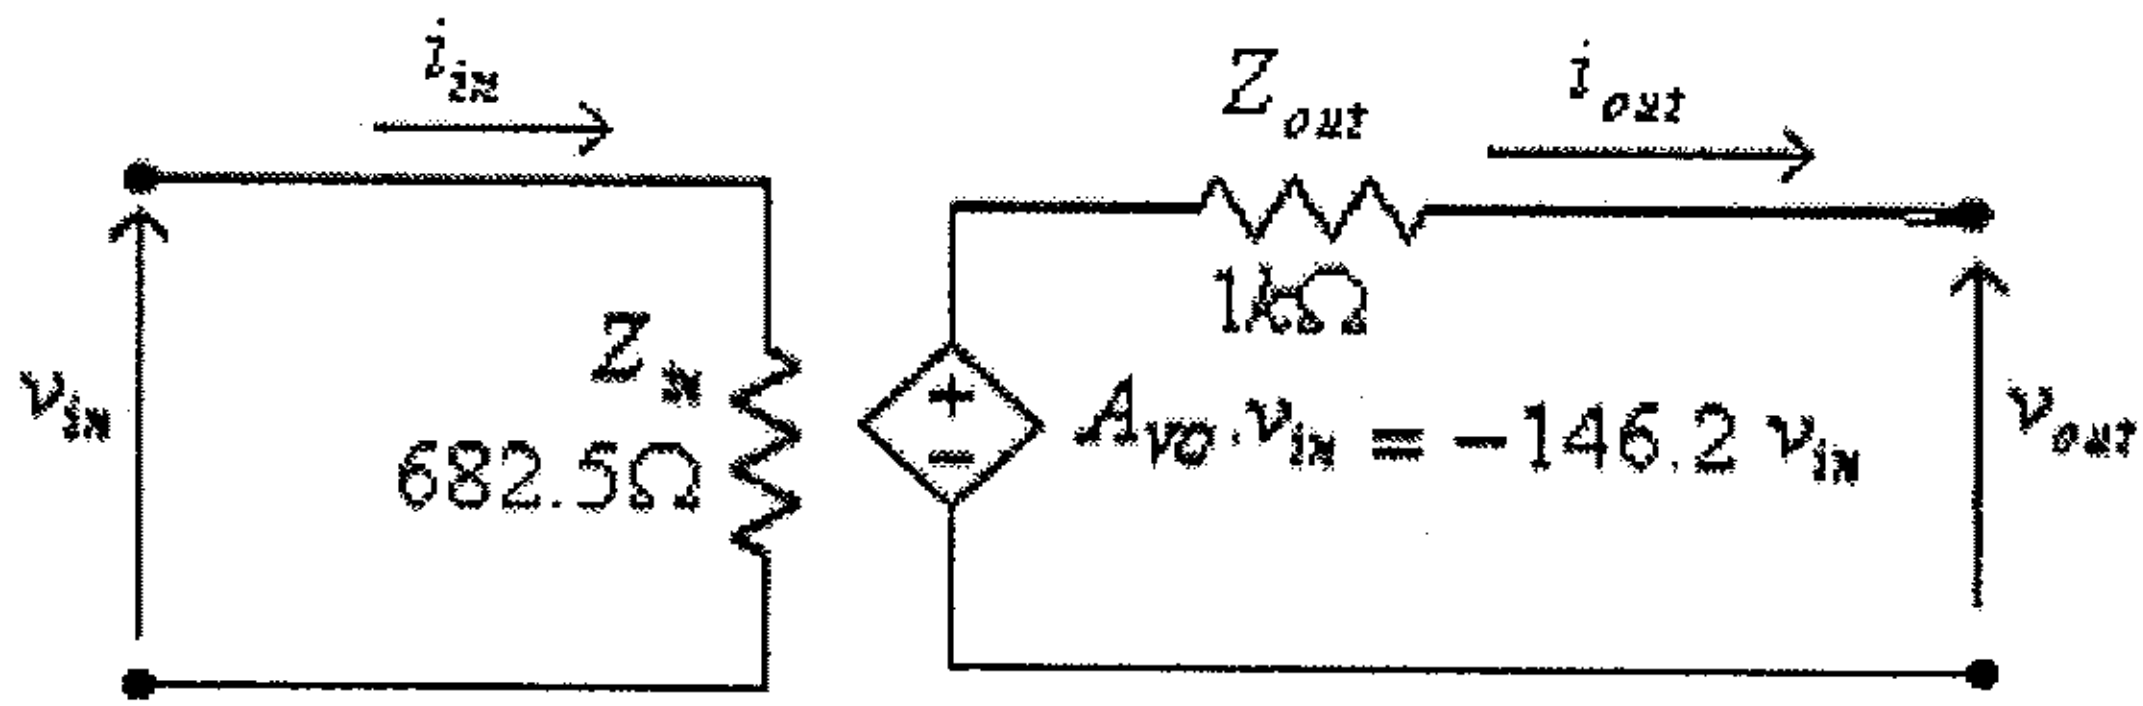 i_in
Z_out
i_out
1kΩ
Z_in
682.5Ω
v_in
+
−
A_VO.v_in = −146.2 v_in
v_out